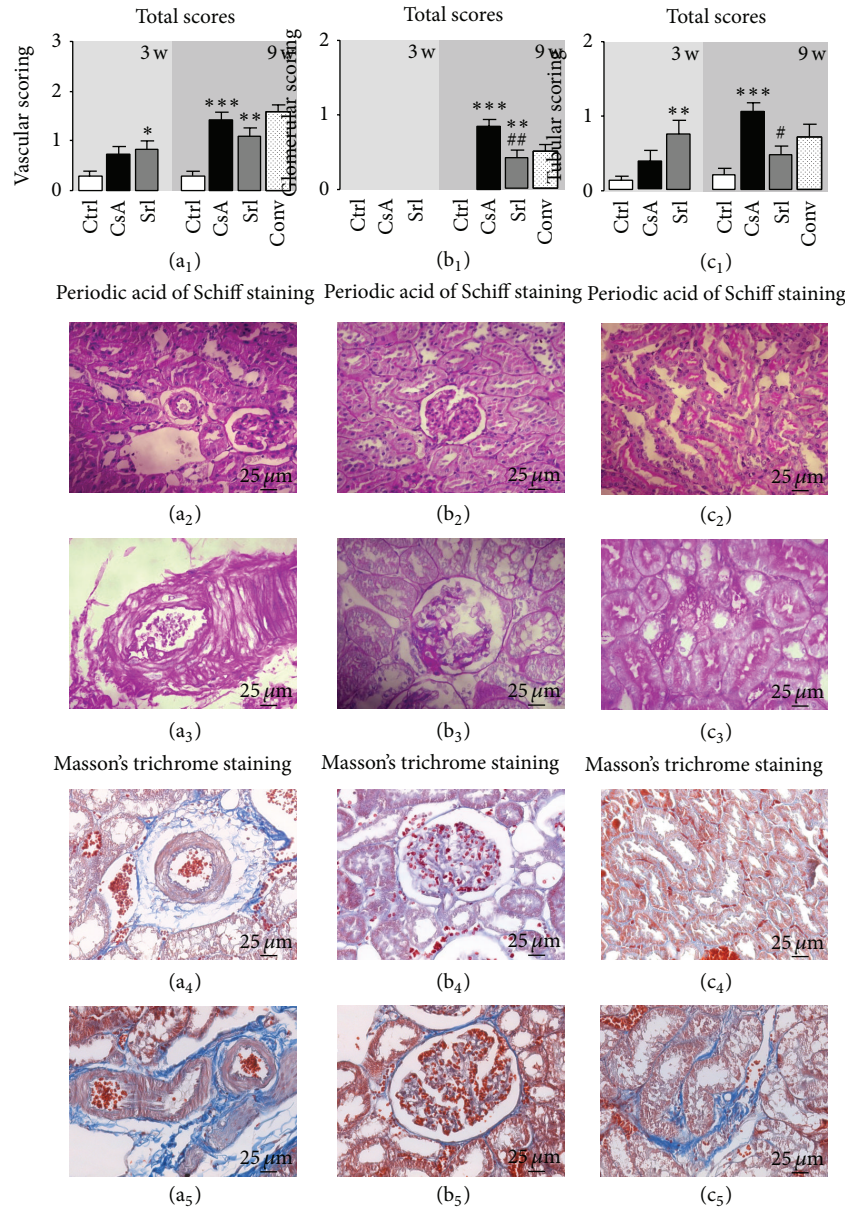 Total scores
Vascular scoring
3
2
1
0
3 w
9 w
*
***
**
Ctrl
CsA
Srl
Ctrl
CsA
Srl
Conv
(a1)
Total scores
Glomerular scoring
2
1
0
3 w
9 w
***
**
##
Ctrl
CsA
Srl
Ctrl
CsA
Srl
Conv
(b1)
Total scores
Tubular scoring
2
1
0
3 w
9 w
**
***
#
Ctrl
CsA
Srl
Ctrl
CsA
Srl
Conv
(c1)
Periodic acid of Schiff staining
Periodic acid of Schiff staining
Periodic acid of Schiff staining
25 μm
25 μm
25 μm
(a2)
(b2)
(c2)
25 μm
25 μm
25 μm
(a3)
(b3)
(c3)
Masson's trichrome staining
Masson's trichrome staining
Masson's trichrome staining
25 μm
25 μm
25 μm
(a4)
(b4)
(c4)
25 μm
25 μm
25 μm
(a5)
(b5)
(c5)